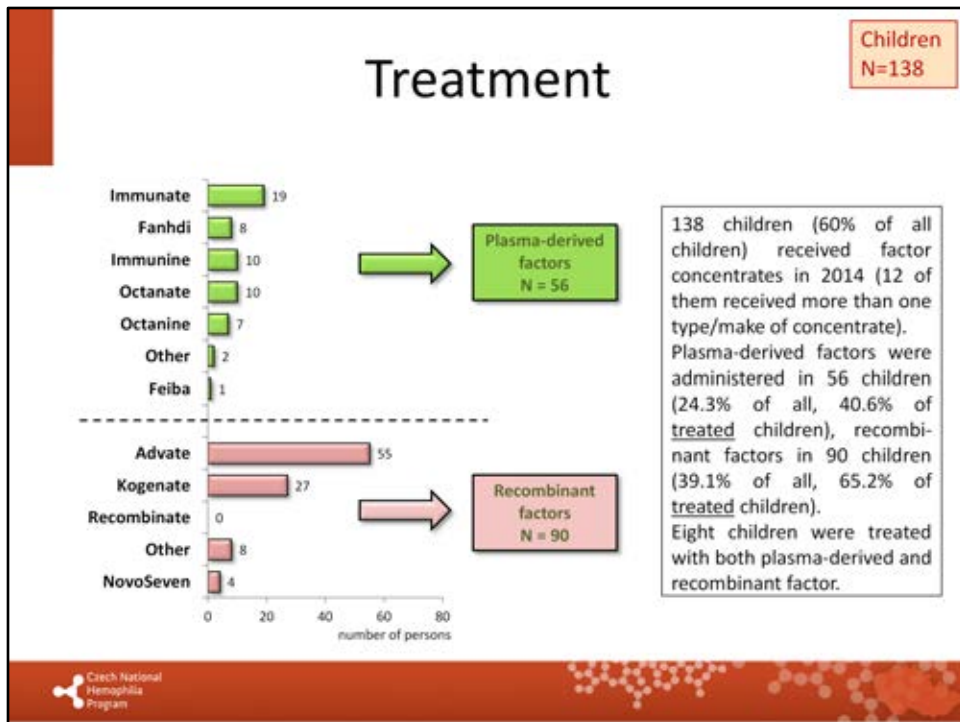 Children
N=138
Treatment
Immunate 19
Fanhdi 8
Immunine 10
Octanate 10
Octanine 7
Other 2
Feiba 1
Plasma-derived
factors
N = 56
Advate 55
Kogenate 27
Recombinate 0
Other 8
NovoSeven 4
Recombinant
factors
N = 90
0 20 40 60 80
number of persons
138 children (60% of all
children) received factor
concentrates in 2014 (12 of
them received more than one
type/make of concentrate).
Plasma-derived factors were
administered in 56 children
(24.3% of all, 40.6% of
treated children), recombi-
nant factors in 90 children
(39.1% of all, 65.2% of
treated children).
Eight children were treated
with both plasma-derived and
recombinant factor.
Czech National
Hemophilia
Program